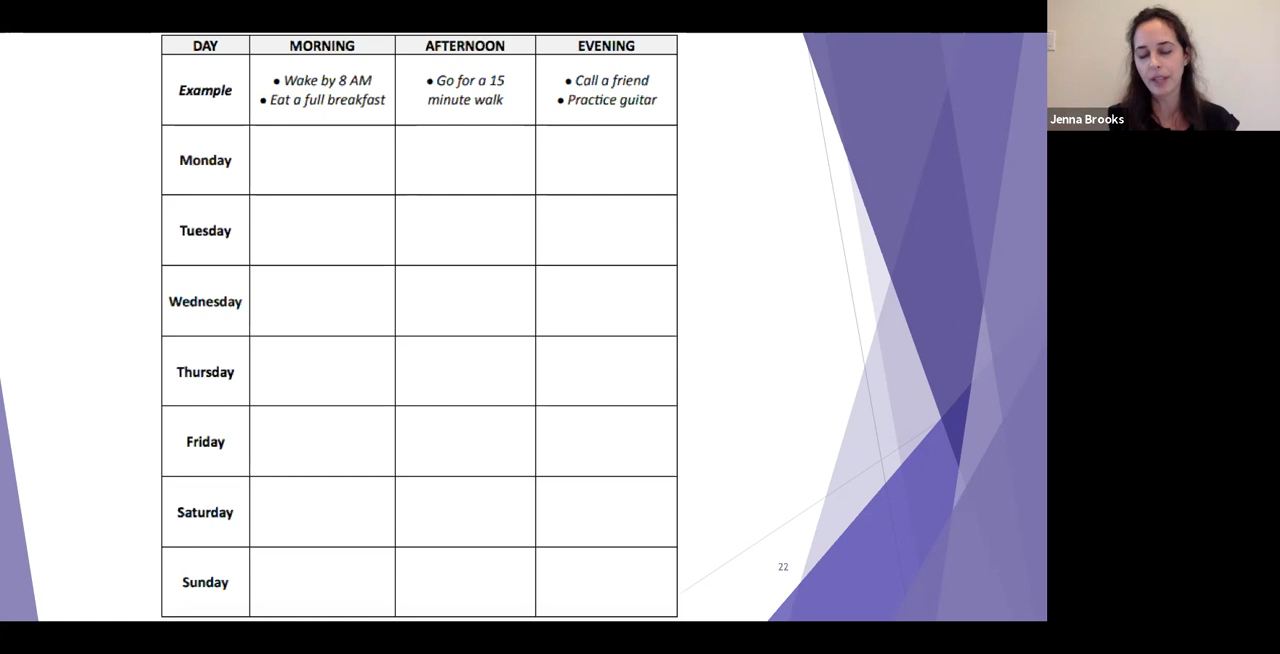 DAY MORNING AFTERNOON EVENING
Example
• Wake by 8 AM
• Eat a full breakfast
• Go for a 15
minute walk
• Call a friend
• Practice guitar
Monday
Tuesday
Wednesday
Thursday
Friday
Saturday
Sunday
22
Jenna Brooks